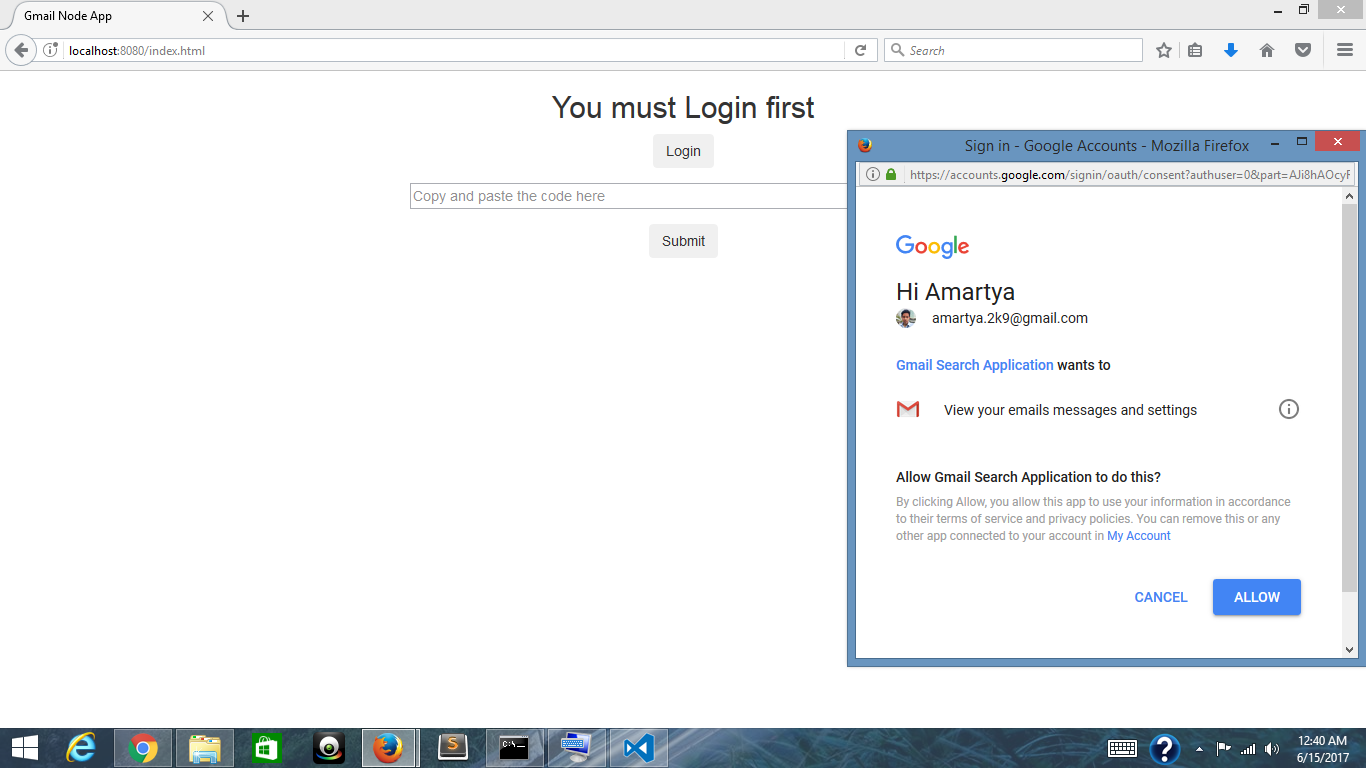 Gmail Node App
localhost:8080/index.html
Search
You must Login first
Login
Copy and paste the code here
Submit
Sign in - Google Accounts - Mozilla Firefox
https://accounts.google.com/signin/oauth/consent?authuser=0&part=AJi8hAOcyF
Google
Hi Amartya
amartya.2k9@gmail.com
Gmail Search Application wants to
View your emails messages and settings
Allow Gmail Search Application to do this?
By clicking Allow, you allow this app to use your information in accordance
to their terms of service and privacy policies. You can remove this or any
other app connected to your account in My Account
CANCEL
ALLOW
12:40 AM
6/15/2017